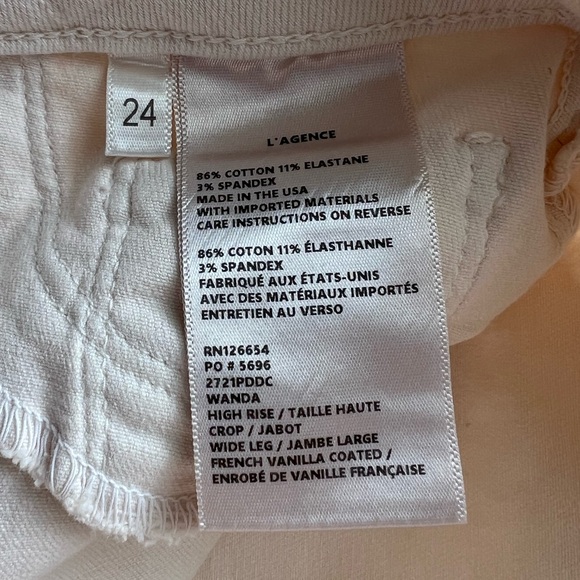 24
L'AGENCE
86% COTTON 11% ELASTANE
3% SPANDEX
MADE IN THE USA
WITH IMPORTED MATERIALS
CARE INSTRUCTIONS ON REVERSE
86% COTON 11% ÉLASTHANNE
3% SPANDEX
FABRIQUÉ AUX ÉTATS-UNIS
AVEC DES MATÉRIAUX IMPORTÉS
ENTRETIEN AU VERSO
RN126654
PO # 5696
2721PDDC
WANDA
HIGH RISE / TAILLE HAUTE
CROP / JABOT
WIDE LEG / JAMBE LARGE
FRENCH VANILLA COATED /
ENROBÉ DE VANILLE FRANÇAISE